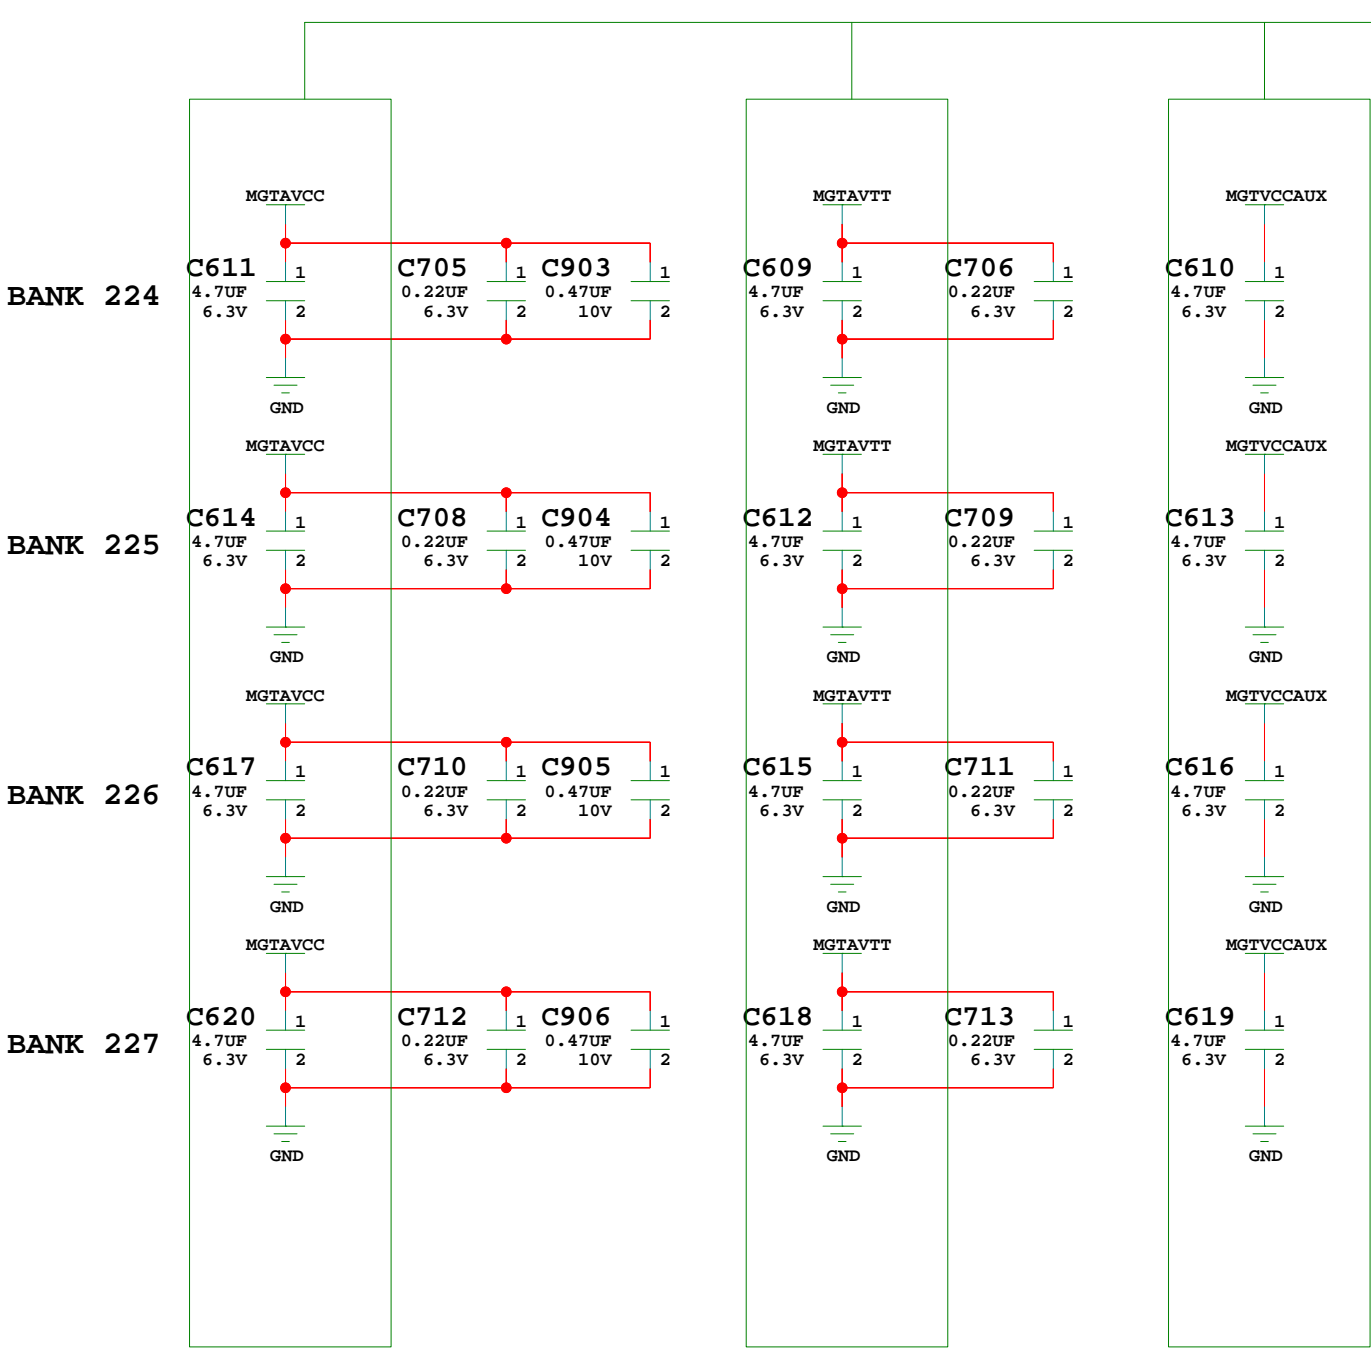 MGTAVCC MGTAVTT MGTVCCAUX
C611 1 C705 1 C903 1 C609 1 C706 1 C610 1
BANK 224 4.7UF 0.22UF 0.47UF 4.7UF 0.22UF 4.7UF
6.3V 2 6.3V 2 10V 2 6.3V 2 6.3V 2 6.3V 2
GND GND GND
MGTAVCC MGTAVTT MGTVCCAUX
C614 1 C708 1 C904 1 C612 1 C709 1 C613 1
BANK 225 4.7UF 0.22UF 0.47UF 4.7UF 0.22UF 4.7UF
6.3V 2 6.3V 2 10V 2 6.3V 2 6.3V 2 6.3V 2
GND GND GND
MGTAVCC MGTAVTT MGTVCCAUX
C617 1 C710 1 C905 1 C615 1 C711 1 C616 1
BANK 226 4.7UF 0.22UF 0.47UF 4.7UF 0.22UF 4.7UF
6.3V 2 6.3V 2 10V 2 6.3V 2 6.3V 2 6.3V 2
GND GND GND
MGTAVCC MGTAVTT MGTVCCAUX
C620 1 C712 1 C906 1 C618 1 C713 1 C619 1
BANK 227 4.7UF 0.22UF 0.47UF 4.7UF 0.22UF 4.7UF
6.3V 2 6.3V 2 10V 2 6.3V 2 6.3V 2 6.3V 2
GND GND GND